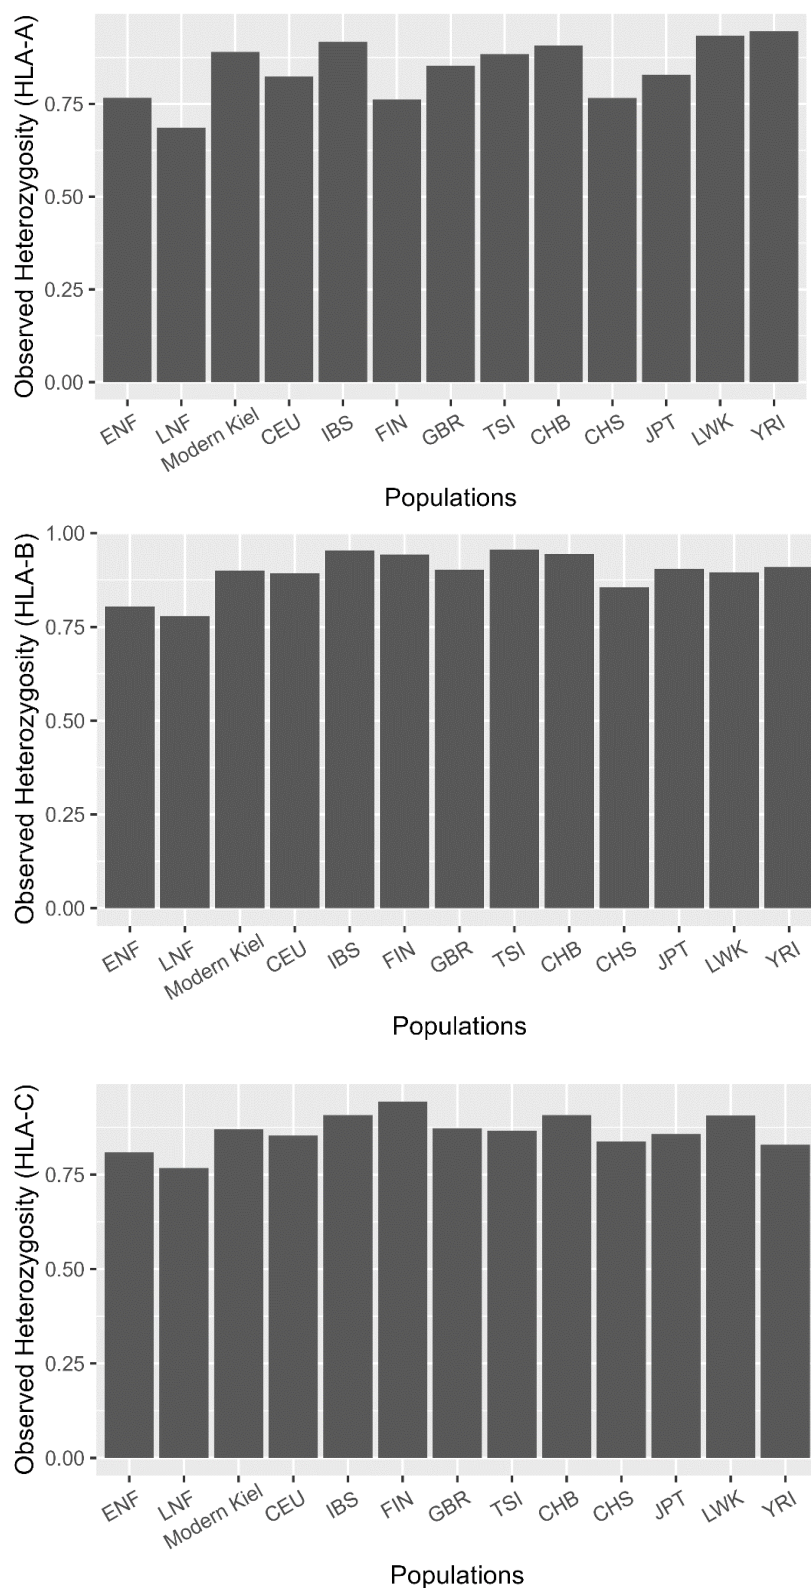 Observed Heterozygosity (HLA-A)
0.75
0.50
0.25
0.00
ENF LNF Modern Kiel CEU IBS FIN GBR TSI CHB CHS JPT LWK YRI
Populations
Observed Heterozygosity (HLA-B)
1.00
0.75
0.50
0.25
0.00
ENF LNF Modern Kiel CEU IBS FIN GBR TSI CHB CHS JPT LWK YRI
Populations
Observed Heterozygosity (HLA-C)
0.75
0.50
0.25
0.00
ENF LNF Modern Kiel CEU IBS FIN GBR TSI CHB CHS JPT LWK YRI
Populations